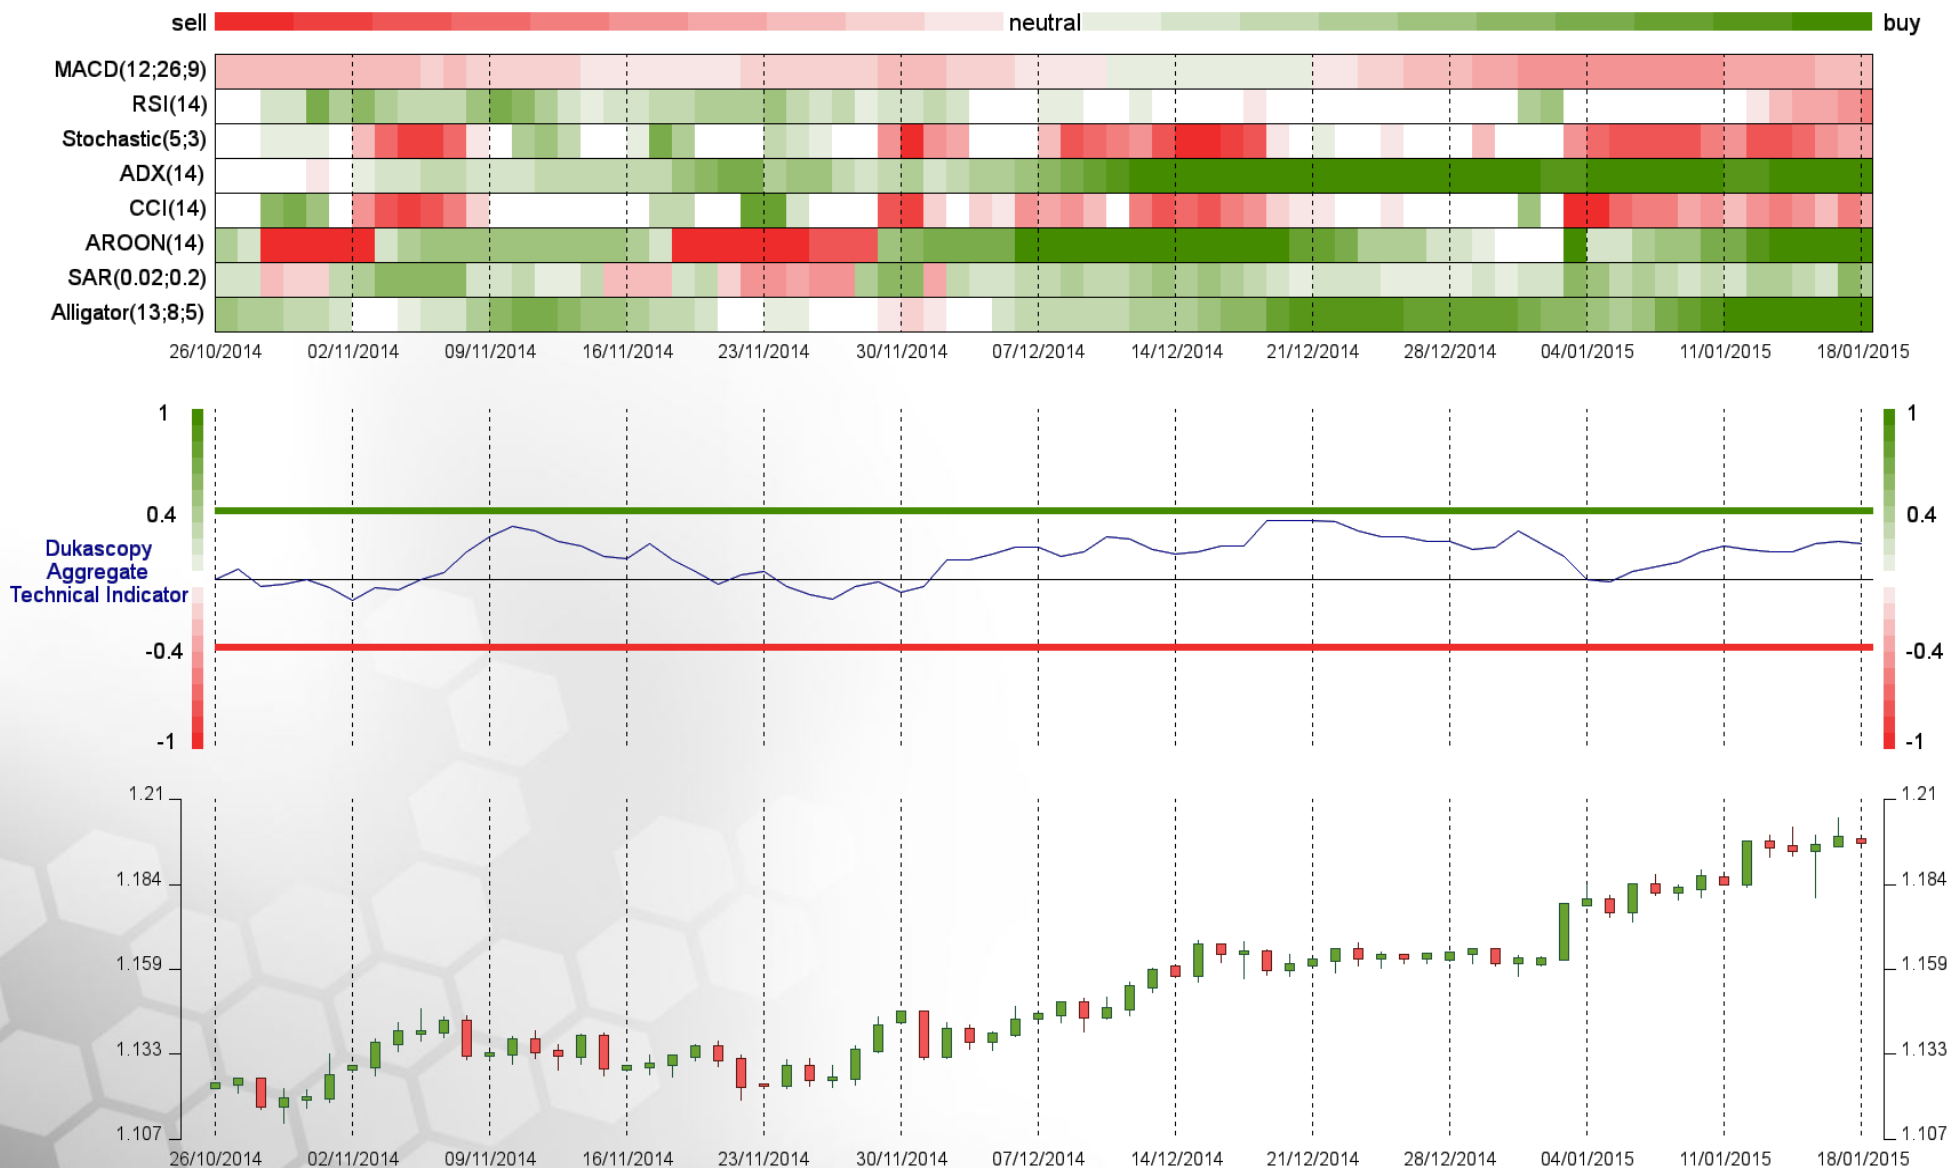 sell neutral buy
MACD(12;26;9)
RSI(14)
Stochastic(5;3)
ADX(14)
CCI(14)
AROON(14)
SAR(0.02;0.2)
Alligator(13;8;5)
26/10/2014 02/11/2014 09/11/2014 16/11/2014 23/11/2014 30/11/2014 07/12/2014 14/12/2014 21/12/2014 28/12/2014 04/01/2015 11/01/2015 18/01/2015
1 1
0.4 0.4
Dukascopy
Aggregate
Technical Indicator
-0.4 -0.4
-1 -1
1.21 1.21
1.184 1.184
1.159 1.159
1.133 1.133
1.107 1.107
26/10/2014 02/11/2014 09/11/2014 16/11/2014 23/11/2014 30/11/2014 07/12/2014 14/12/2014 21/12/2014 28/12/2014 04/01/2015 11/01/2015 18/01/2015